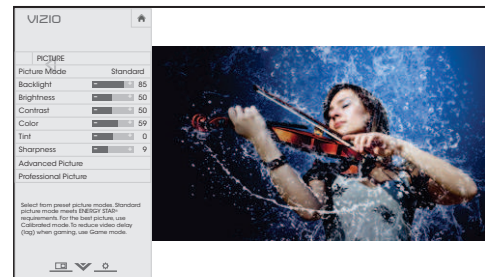 VIZIO
PICTURE
Picture Mode Standard
Backlight 85
Brightness 50
Contrast 50
Color 59
Tint 0
Sharpness 9
Advanced Picture
Professional Picture
Select from preset picture modes. Standard
picture mode meets ENERGY STAR®
requirements. For the best picture, use
Calibrated mode. To reduce video delay
(lag) when gaming, use Game mode.